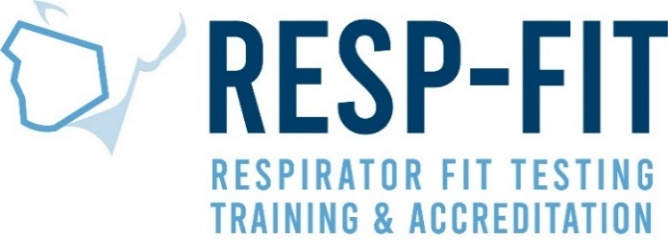 RESP-FIT
RESPIRATOR FIT TESTING
TRAINING & ACCREDITATION